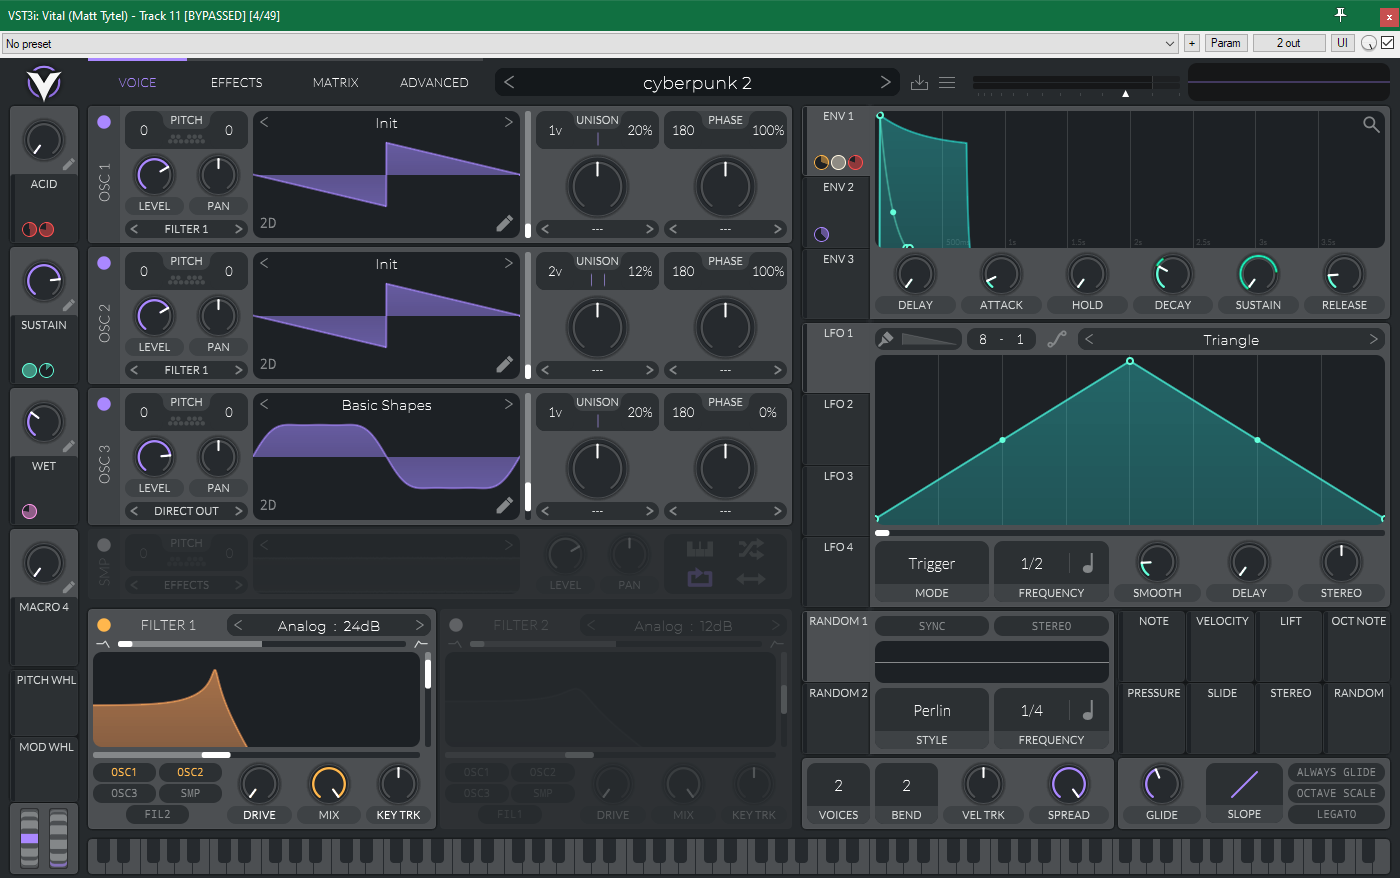 VST3i: Vital (Matt Tytel) - Track 11 [BYPASSED] [4/49]
x
No preset
+
Param
2 out
UI
VOICE
EFFECTS
MATRIX
ADVANCED
cyberpunk 2
ACID
SUSTAIN
WET
MACRO 4
PITCH WHL
MOD WHL
OSC 1
0 PITCH 0
LEVEL
PAN
FILTER 1
Init
2D
1v UNISON 20%
180 PHASE 100%
---
---
OSC 2
0 PITCH 0
LEVEL
PAN
FILTER 1
Init
2D
2v UNISON 12%
180 PHASE 100%
---
---
OSC 3
0 PITCH 0
LEVEL
PAN
DIRECT OUT
Basic Shapes
2D
1v UNISON 20%
180 PHASE 0%
---
---
SMP
0 PITCH 0
EFFECTS
LEVEL
PAN
FILTER 1
Analog : 24dB
OSC1
OSC2
OSC3
SMP
FIL2
DRIVE
MIX
KEY TRK
FILTER 2
Analog : 12dB
OSC1
OSC2
OSC3
SMP
FIL1
DRIVE
MIX
KEY TRK
ENV 1
ENV 2
ENV 3
500ms
1s
1.5s
2s
2.5s
3s
3.5s
DELAY
ATTACK
HOLD
DECAY
SUSTAIN
RELEASE
LFO 1
LFO 2
LFO 3
LFO 4
8 - 1
Triangle
Trigger
MODE
1/2
FREQUENCY
SMOOTH
DELAY
STEREO
RANDOM 1
RANDOM 2
SYNC
STEREO
Perlin
STYLE
1/4
FREQUENCY
NOTE
VELOCITY
LIFT
OCT NOTE
PRESSURE
SLIDE
STEREO
RANDOM
2
VOICES
2
BEND
VEL TRK
SPREAD
GLIDE
SLOPE
ALWAYS GLIDE
OCTAVE SCALE
LEGATO